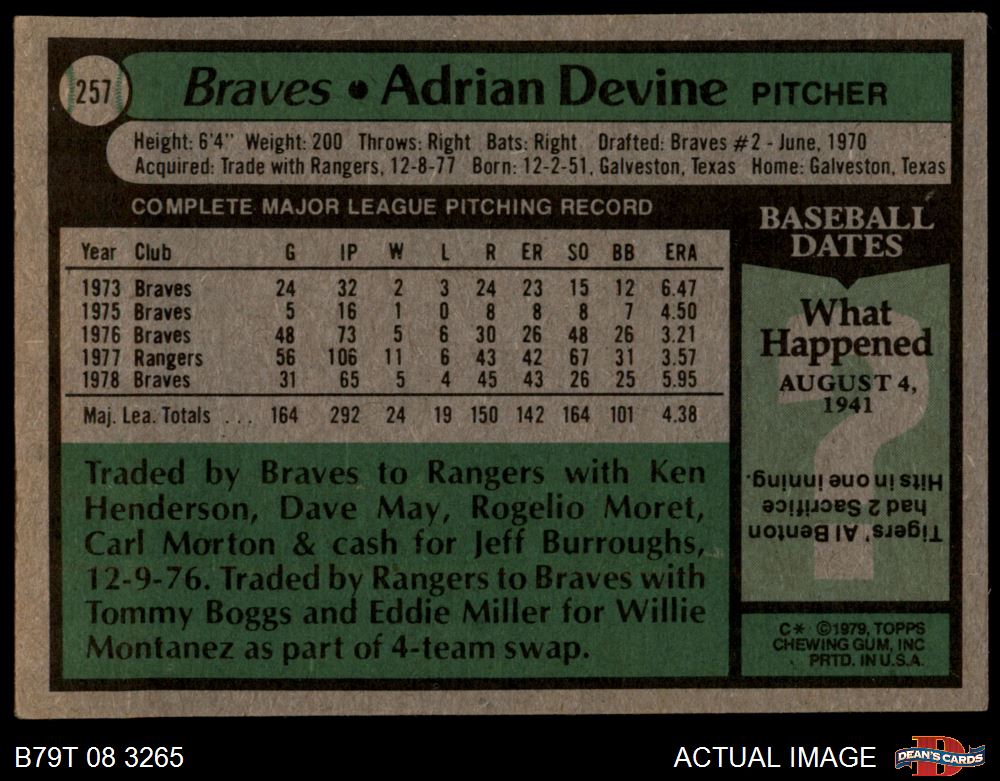 257
Braves • Adrian Devine PITCHER
Height: 6'4" Weight: 200 Throws: Right Bats: Right Drafted: Braves #2 - June, 1970
Acquired: Trade with Rangers, 12-8-77 Born: 12-2-51, Galveston, Texas Home: Galveston, Texas
COMPLETE MAJOR LEAGUE PITCHING RECORD
Year Club G IP W L R ER SO BB ERA
1973 Braves 24 32 2 3 24 23 15 12 6.47
1975 Braves 5 16 1 0 8 8 8 7 4.50
1976 Braves 48 73 5 6 30 26 48 26 3.21
1977 Rangers 56 106 11 6 43 42 67 31 3.57
1978 Braves 31 65 5 4 45 43 26 25 5.95
Maj. Lea. Totals . . . 164 292 24 19 150 142 164 101 4.38
Traded by Braves to Rangers with Ken
Henderson, Dave May, Rogelio Moret,
Carl Morton & cash for Jeff Burroughs,
12-9-76. Traded by Rangers to Braves with
Tommy Boggs and Eddie Miller for Willie
Montanez as part of 4-team swap.
BASEBALL
DATES
What
Happened
AUGUST 4,
1941
?
Tigers' Al Benton
had 2 Sacrifice
Hits in one inning.
C* ©1979, TOPPS
CHEWING GUM, INC
PRTD. IN U.S.A.
B79T 08 3265
ACTUAL IMAGE
D
DEAN'S CARDS